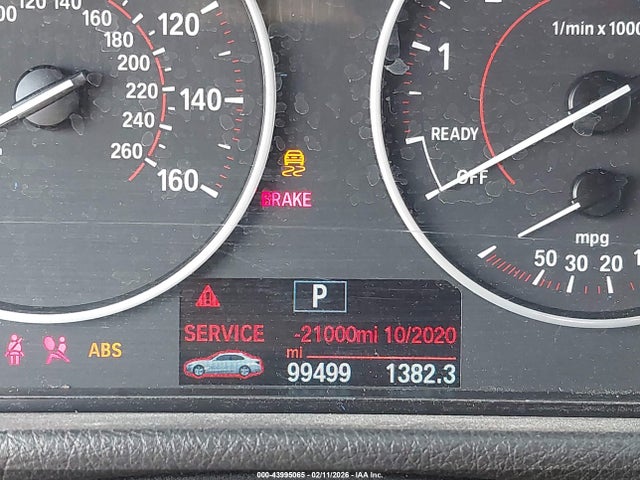 100 120 140
160
180
200
220
240
260
120
140
160
BRAKE
1
1/min x 1000
READY
OFF
mpg
50 30 20
P
SERVICE -21000mi 10/2020
mi
99499 1382.3
ABS
000-43995065 - 02/11/2026 - IAA Inc.